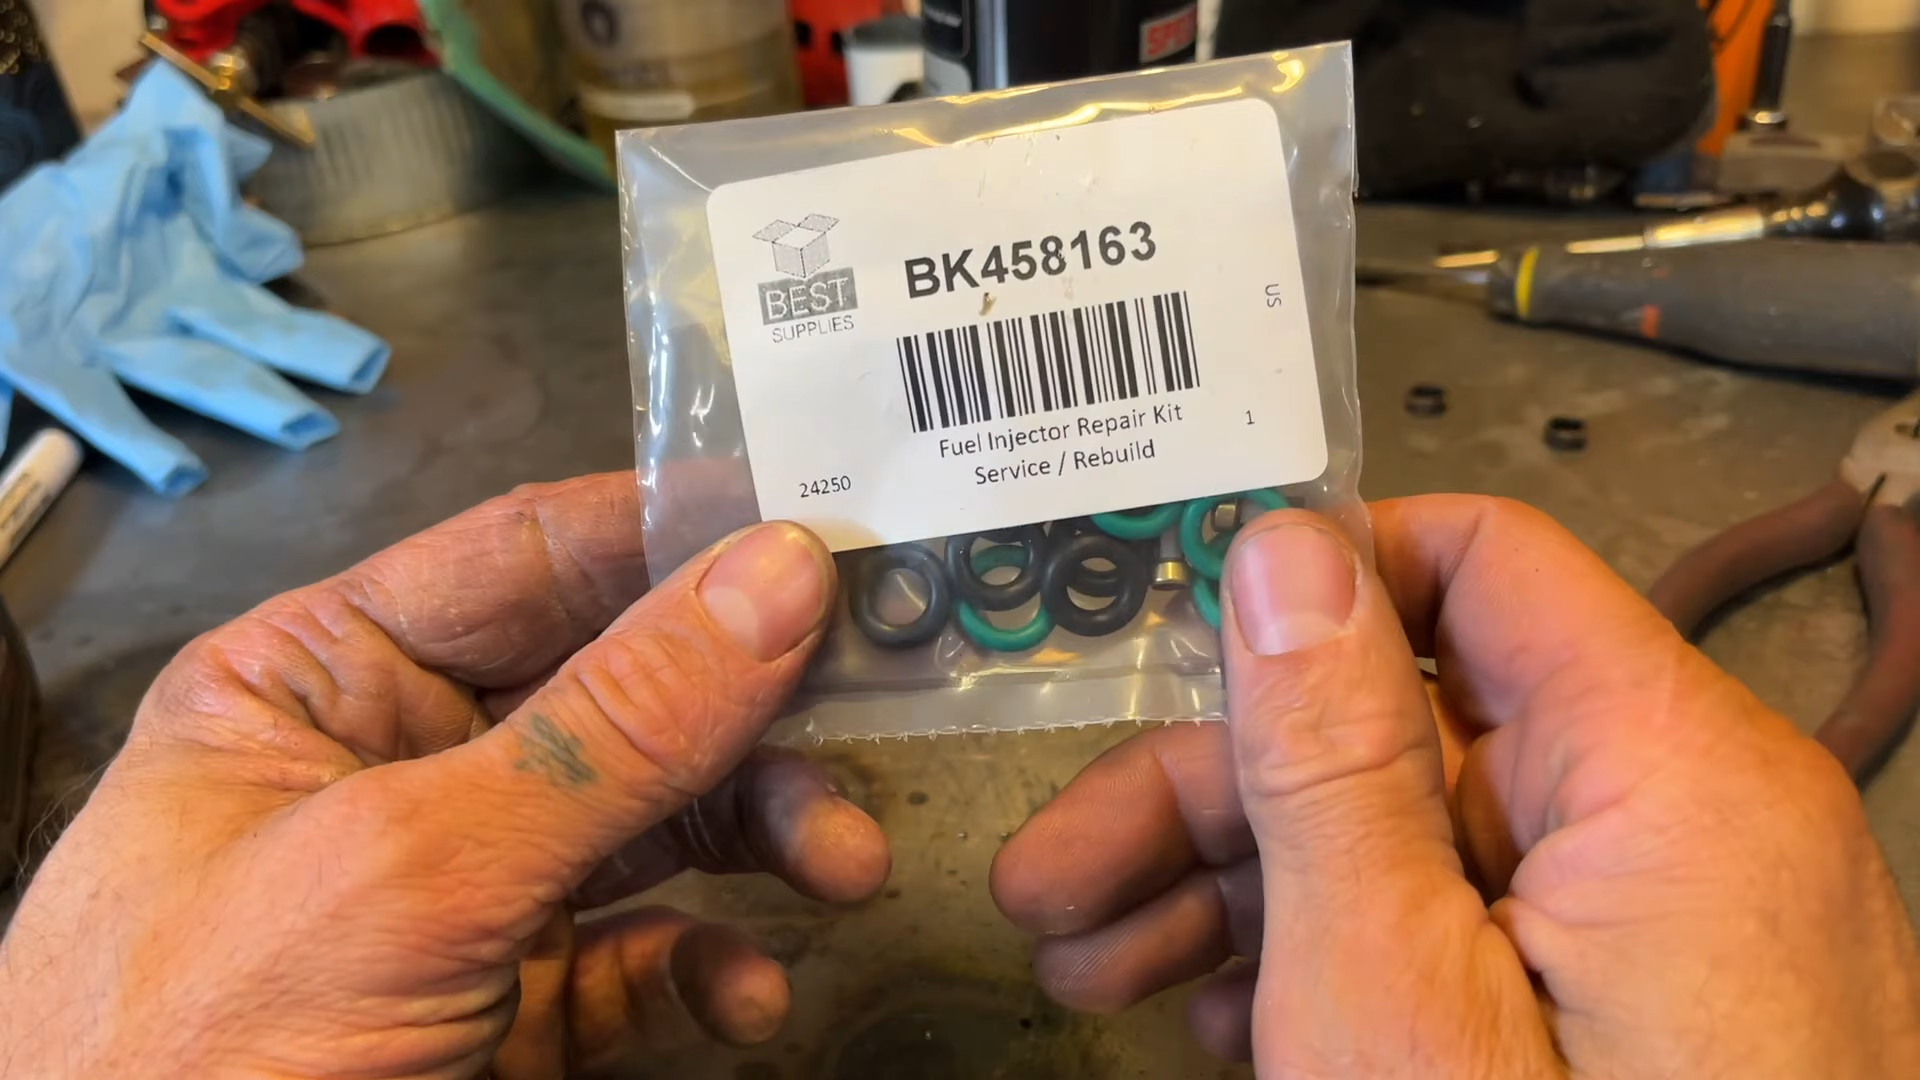 BK458163
BEST
SUPPLIES
US
Fuel Injector Repair Kit
Service / Rebuild
1
24250